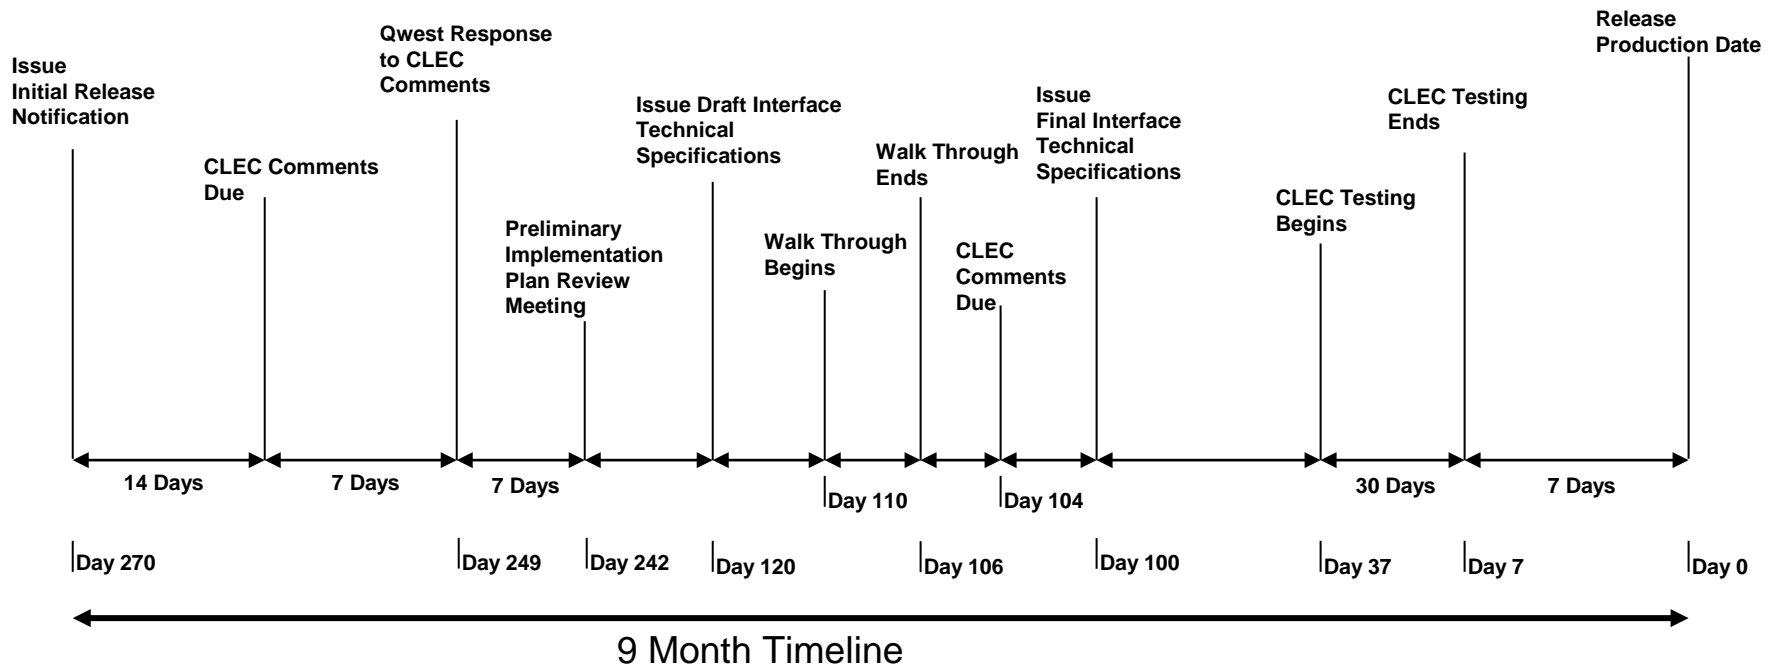 Issue
Initial Release
Notification
CLEC Comments
Due
Qwest Response
to CLEC
Comments
Preliminary
Implementation
Plan Review
Meeting
Issue Draft Interface
Technical
Specifications
Walk Through
Begins
Walk Through
Ends
CLEC
Comments
Due
Issue
Final Interface
Technical
Specifications
CLEC Testing
Begins
CLEC Testing
Ends
Release
Production Date
14 Days
7 Days
7 Days
30 Days
7 Days
Day 110
Day 104
Day 270
Day 249
Day 242
Day 120
Day 106
Day 100
Day 37
Day 7
Day 0
9 Month Timeline